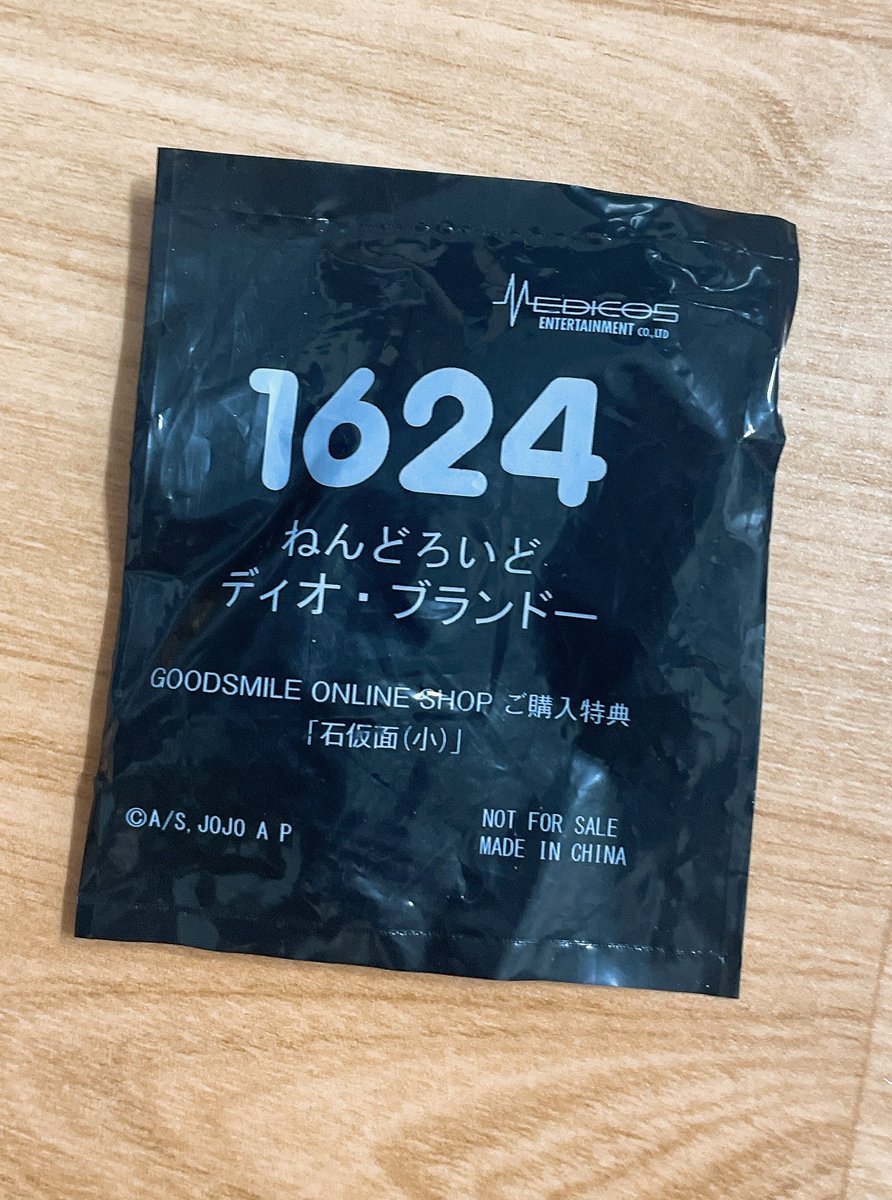 MEDICOS
ENTERTAINMENT CO.,LTD
1624
ねんどろいど
ディオ・ブランドー
GOODSMILE ONLINE SHOP ご購入特典
「石仮面(小)」
©A/S, JOJO A P
NOT FOR SALE
MADE IN CHINA